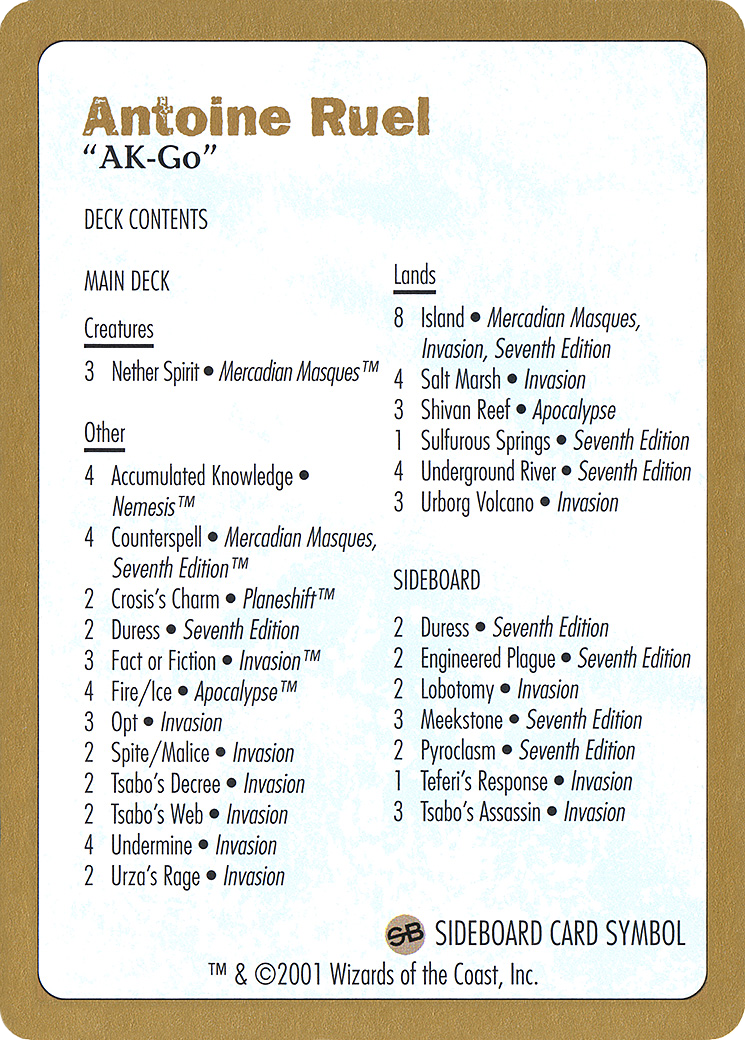 Antoine Ruel
“AK-Go”
DECK CONTENTS
MAIN DECK
Creatures
3 Nether Spirit • Mercadian Masques™
Other
4 Accumulated Knowledge •
Nemesis™
4 Counterspell • Mercadian Masques,
Seventh Edition™
2 Crosis’s Charm • Planeshift™
2 Duress • Seventh Edition
3 Fact or Fiction • Invasion™
4 Fire/Ice • Apocalypse™
3 Opt • Invasion
2 Spite/Malice • Invasion
2 Tsabo’s Decree • Invasion
2 Tsabo’s Web • Invasion
4 Undermine • Invasion
2 Urza’s Rage • Invasion
Lands
8 Island • Mercadian Masques,
Invasion, Seventh Edition
4 Salt Marsh • Invasion
3 Shivan Reef • Apocalypse
1 Sulfurous Springs • Seventh Edition
4 Underground River • Seventh Edition
3 Urborg Volcano • Invasion
SIDEBOARD
2 Duress • Seventh Edition
2 Engineered Plague • Seventh Edition
2 Lobotomy • Invasion
3 Meekstone • Seventh Edition
2 Pyroclasm • Seventh Edition
1 Teferi’s Response • Invasion
3 Tsabo’s Assassin • Invasion
SB SIDEBOARD CARD SYMBOL
™ & ©2001 Wizards of the Coast, Inc.